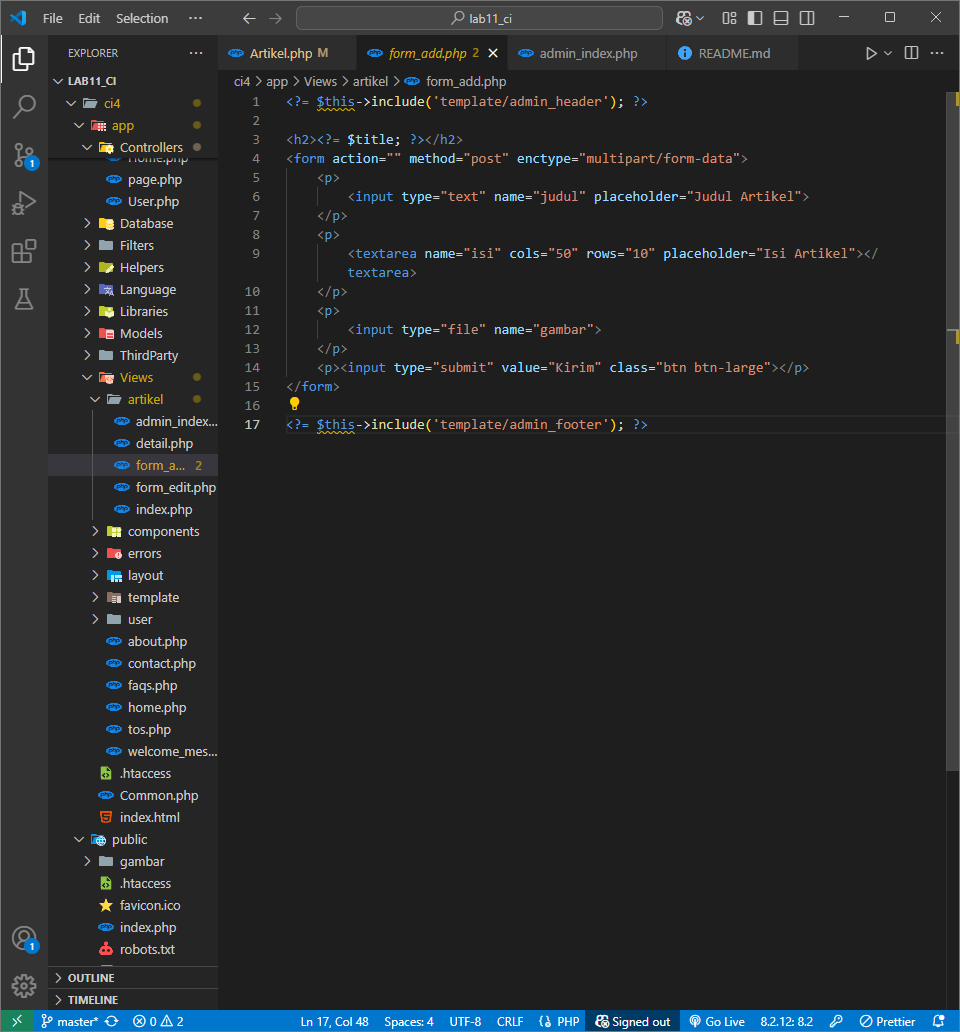 File Edit Selection ··· lab11_ci
EXPLORER ···
Artikel.php M
form_add.php 2
admin_index.php
README.md
ci4 > app > Views > artikel > form_add.php
LAB11_CI
ci4
app
Controllers
Home.php
page.php
User.php
Database
Filters
Helpers
Language
Libraries
Models
ThirdParty
Views
artikel
admin_index...
detail.php
form_a... 2
form_edit.php
index.php
components
errors
layout
template
user
about.php
contact.php
faqs.php
home.php
tos.php
welcome_mes...
.htaccess
Common.php
index.html
public
gambar
.htaccess
favicon.ico
index.php
robots.txt
OUTLINE
TIMELINE
1 <?= $this->include('template/admin_header'); ?>
2
3 <h2><?= $title; ?></h2>
4 <form action="" method="post" enctype="multipart/form-data">
5 <p>
6 <input type="text" name="judul" placeholder="Judul Artikel">
7 </p>
8 <p>
9 <textarea name="isi" cols="50" rows="10" placeholder="Isi Artikel"></
textarea>
10 </p>
11 <p>
12 <input type="file" name="gambar">
13 </p>
14 <p><input type="submit" value="Kirim" class="btn btn-large"></p>
15 </form>
16
17 <?= $this->include('template/admin_footer'); ?>
1
1
master* 0 2 Ln 17, Col 48 Spaces: 4 UTF-8 CRLF {} PHP Signed out Go Live 8.2.12: 8.2 Prettier